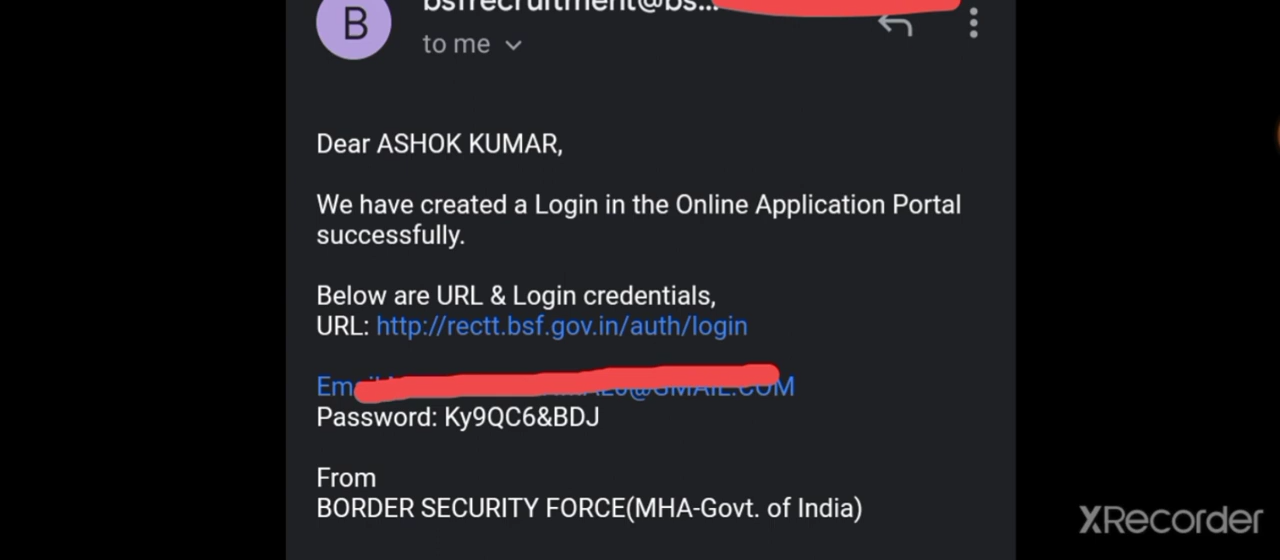 B
bsfrecruitment@bs...
to me
Dear ASHOK KUMAR,
We have created a Login in the Online Application Portal
successfully.
Below are URL & Login credentials,
URL: http://rectt.bsf.gov.in/auth/login
@GMAIL.COM
Password: Ky9QC6&BDJ
From
BORDER SECURITY FORCE(MHA-Govt. of India)
XRecorder